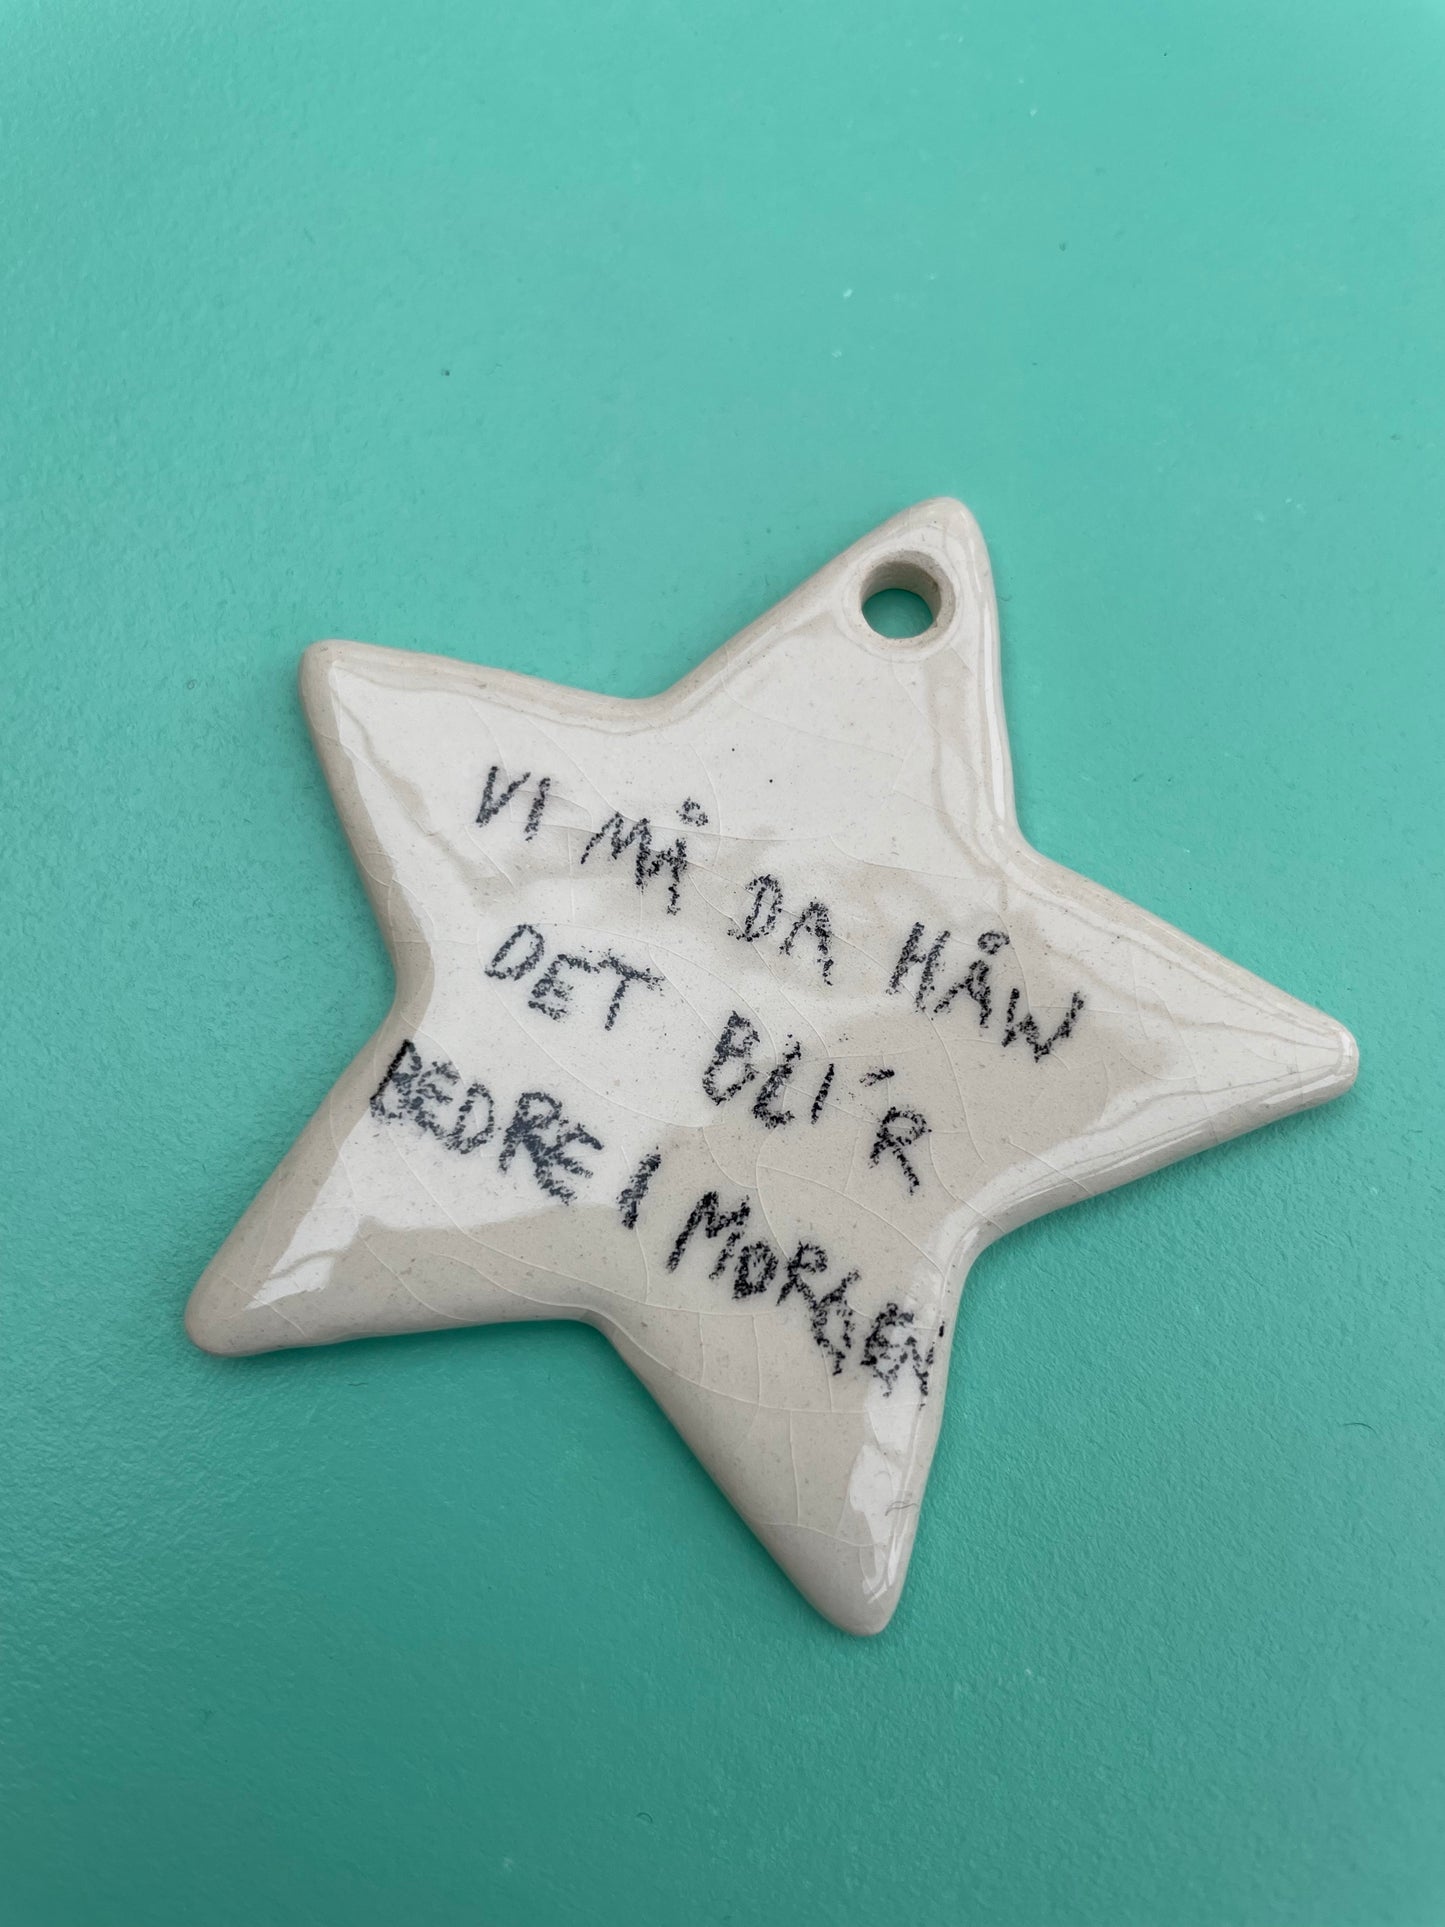 VI MÅ DA HÅW
DET BLI´R
BEDRE I MORGEN